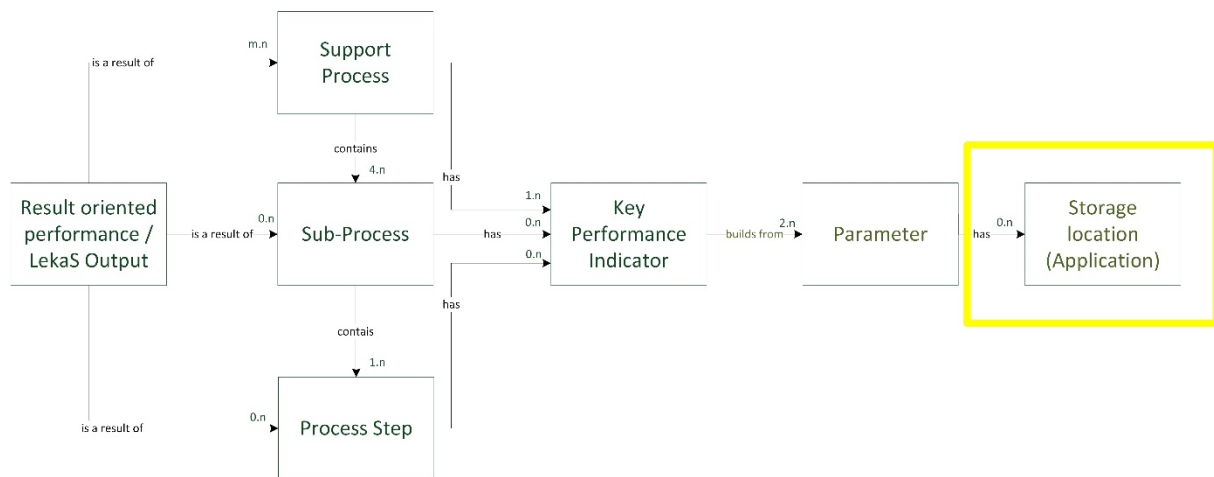 m.n
is a result of
Support
Process
contains
has
4.n
1.n
Result oriented
performance /
LekaS Output
is a result of
0.n
Sub-Process
has
0.n
0.n
Key
Performance
Indicator
builds from
2.n
Parameter
has
0.n
Storage
location
(Application)
has
contais
1.n
0.n
is a result of
Process Step